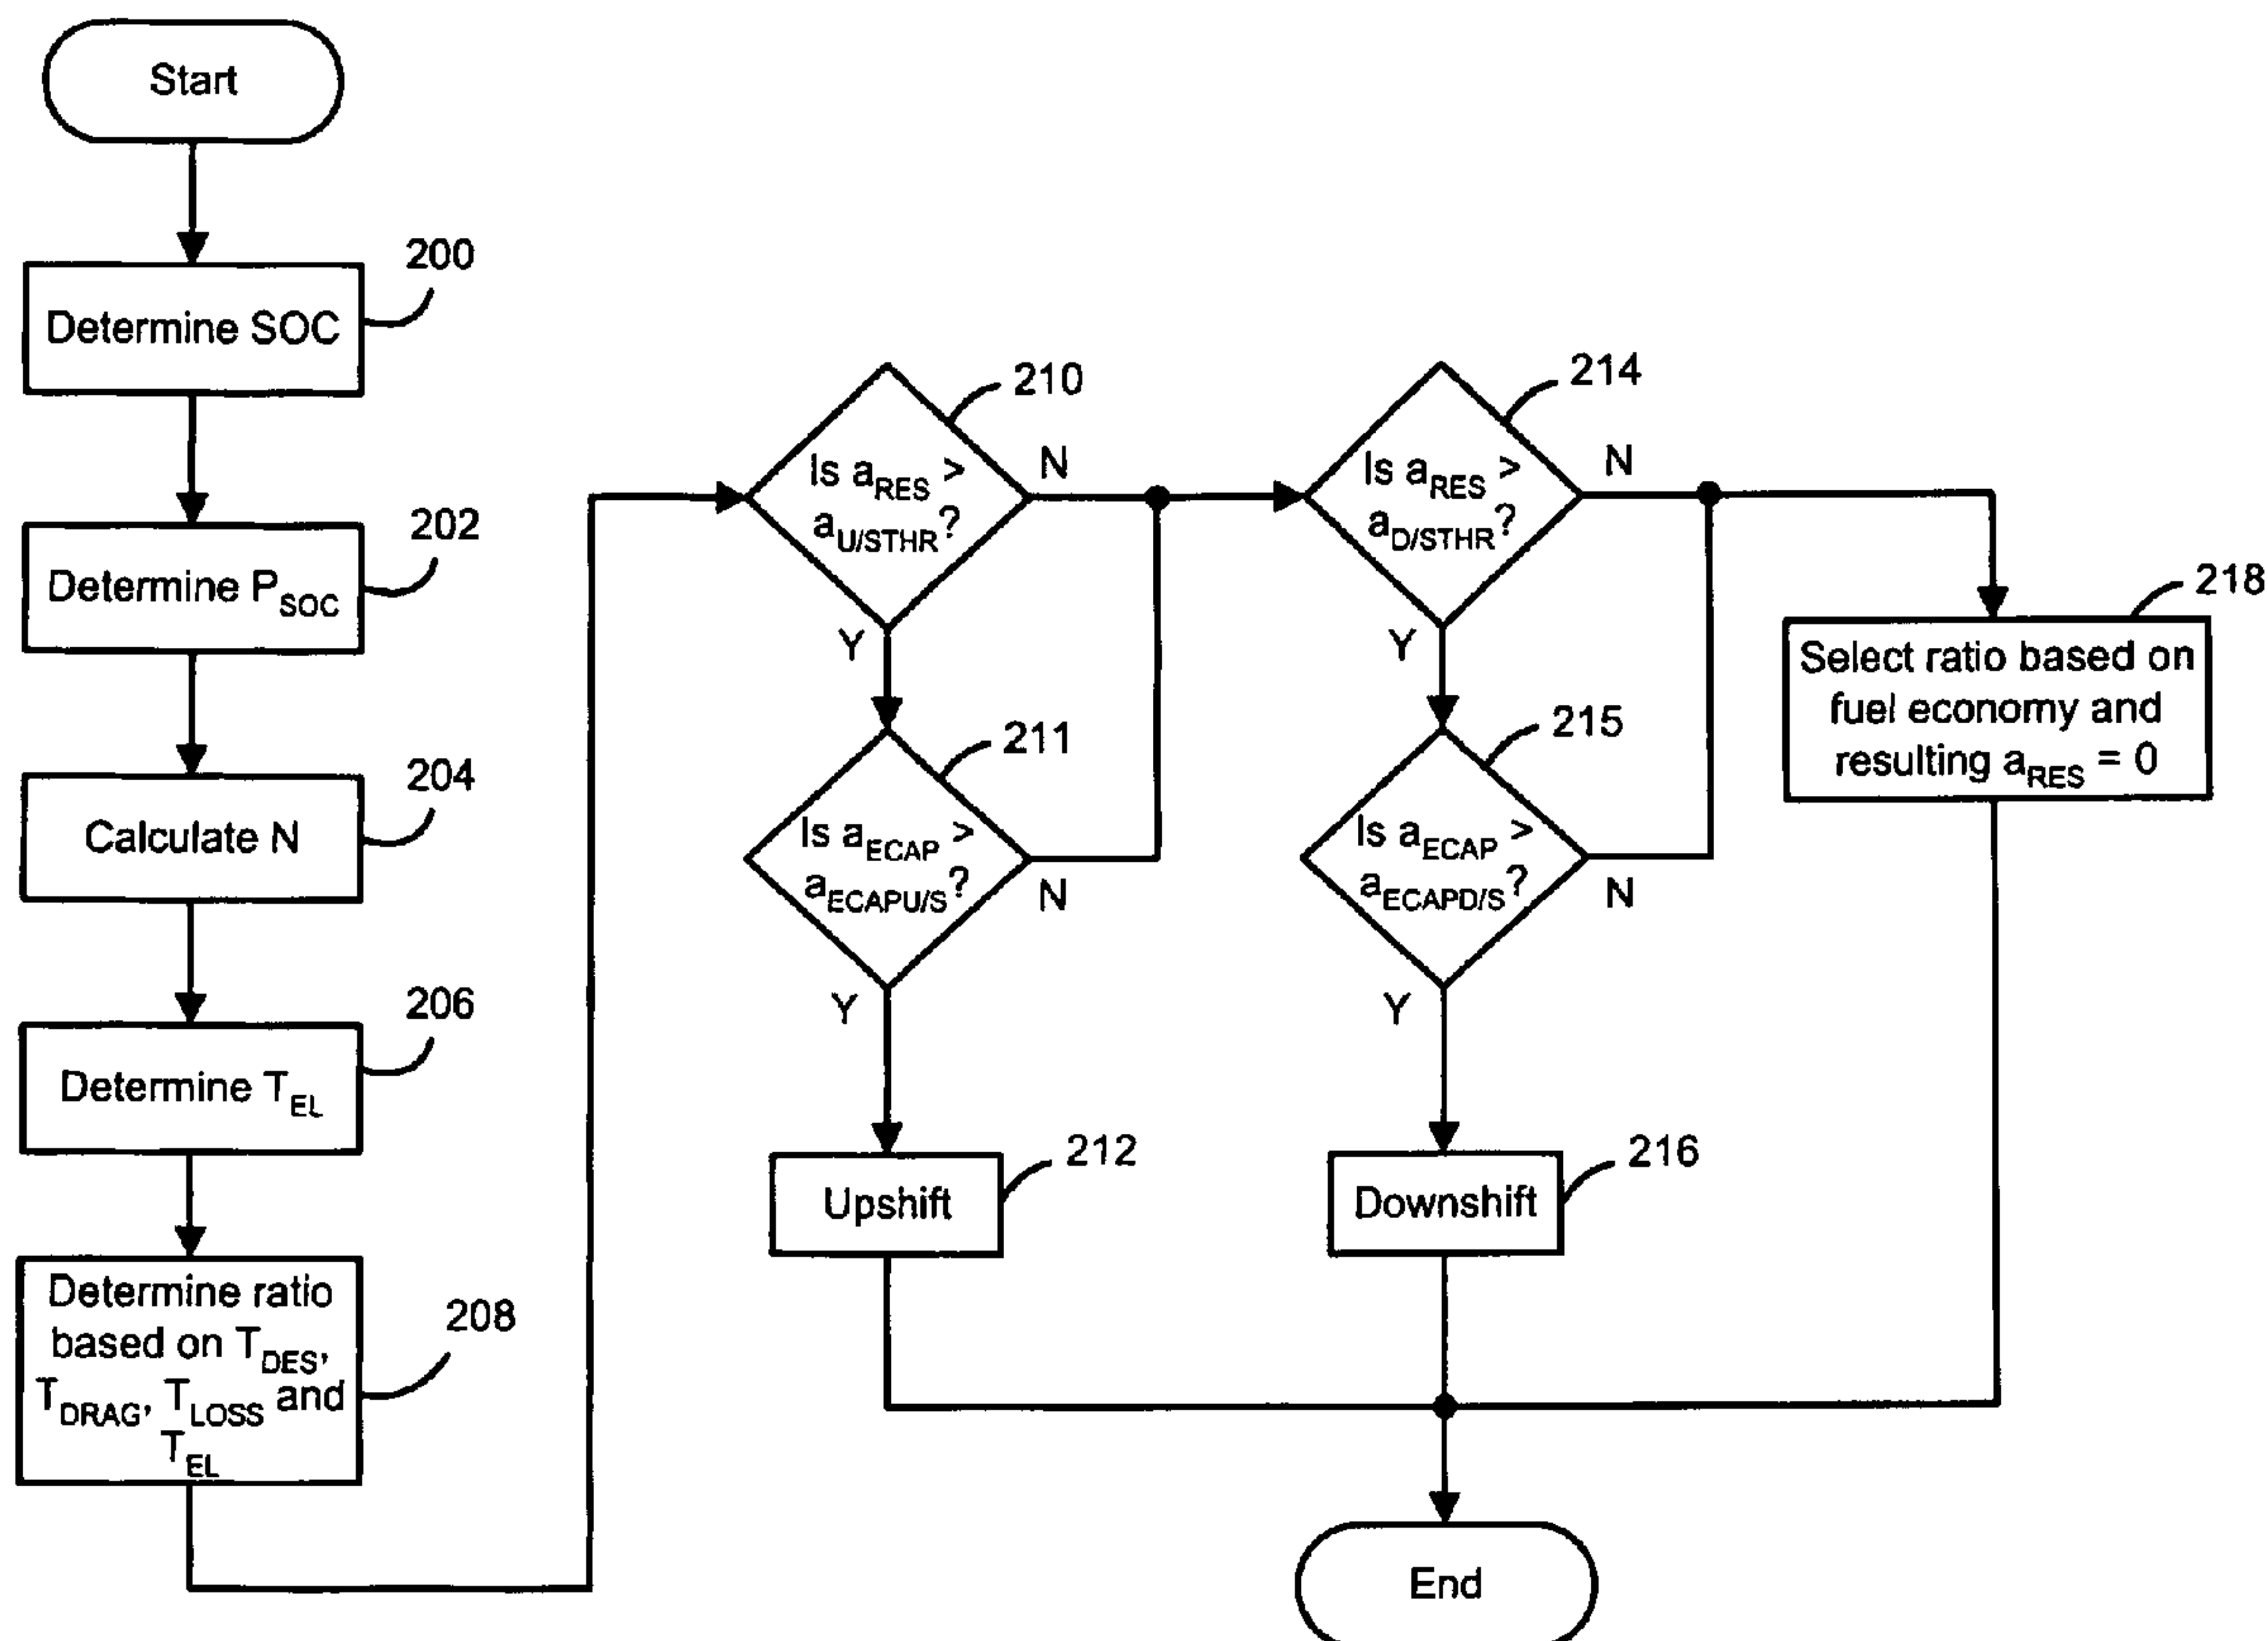 Start
200
Determine SOC
202
Determine P_SOC
204
Calculate N
206
Determine T_EL
208
Determine ratio
based on T_DES,
T_DRAG, T_LOSS and
T_EL
210
Is a_RES >
a_U/STHR?
N
Y
211
Is a_ECAP >
a_ECAPU/S?
N
Y
212
Upshift
214
Is a_RES >
a_D/STHR?
N
Y
215
Is a_ECAP >
a_ECAPD/S?
N
Y
216
Downshift
218
Select ratio based on
fuel economy and
resulting a_RES = 0
End